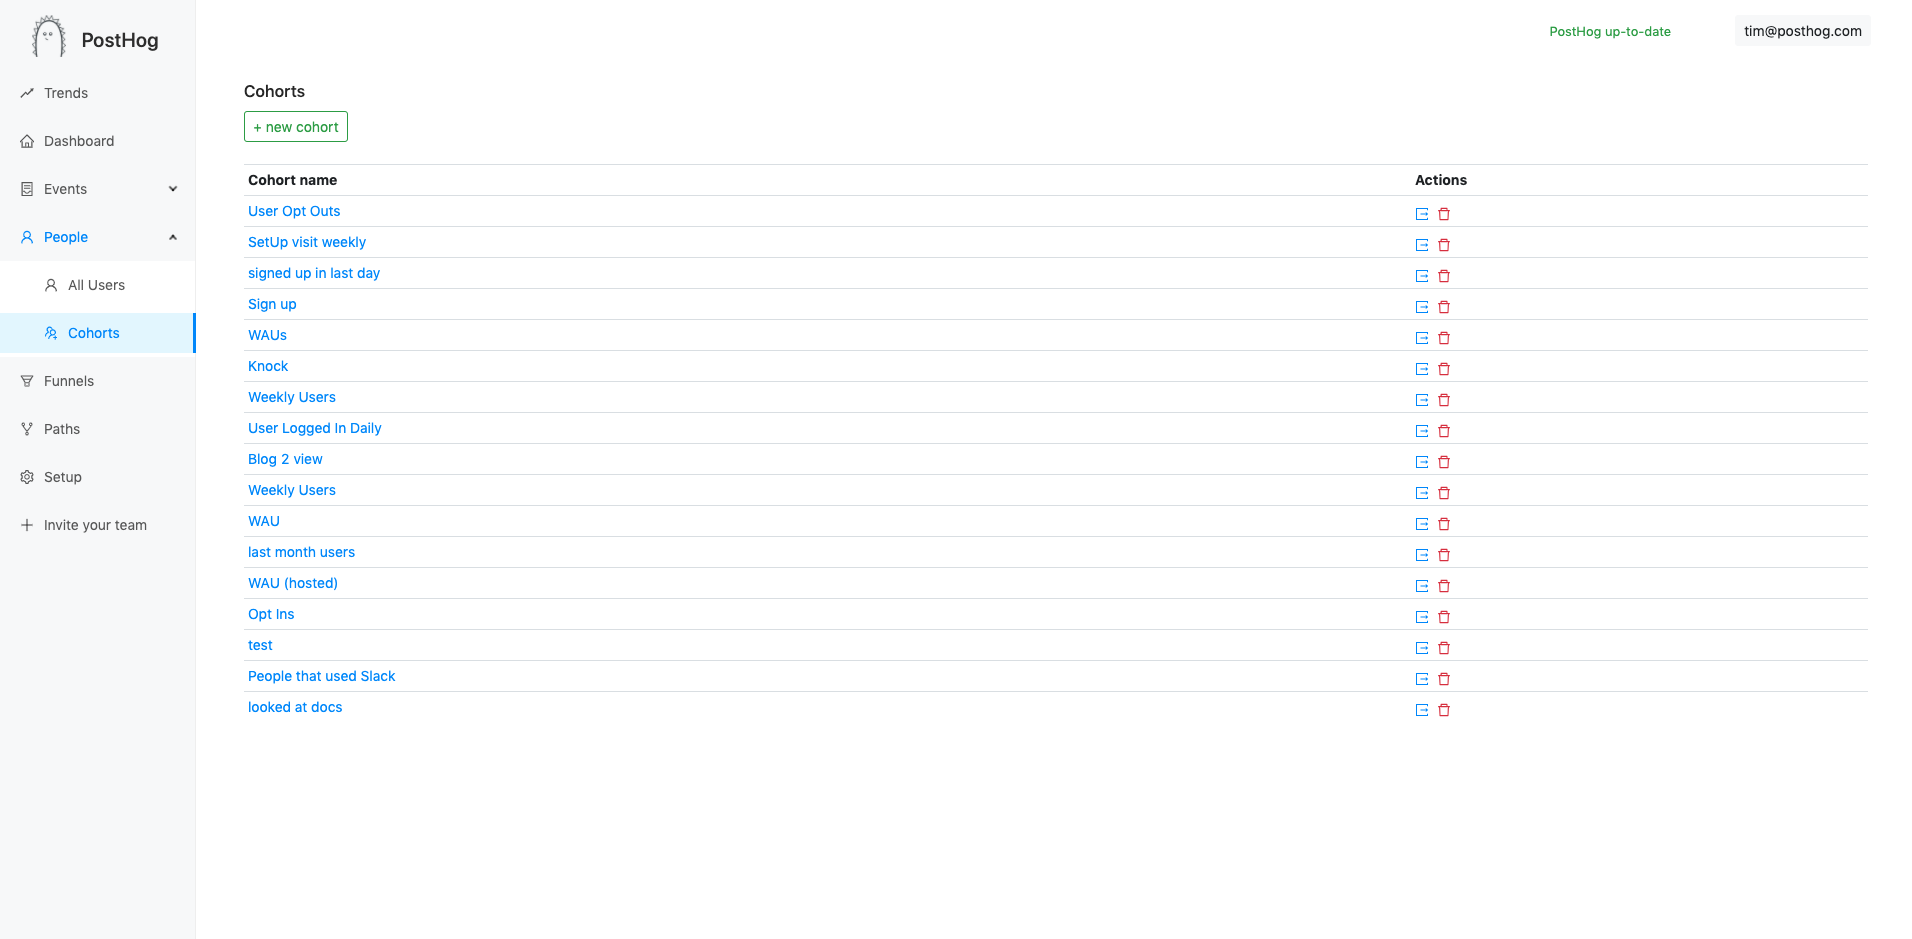 PostHog
Trends
Dashboard
Events
People
All Users
Cohorts
Funnels
Paths
Setup
Invite your team
PostHog up-to-date
tim@posthog.com
Cohorts
+ new cohort
Cohort name Actions
User Opt Outs
SetUp visit weekly
signed up in last day
Sign up
WAUs
Knock
Weekly Users
User Logged In Daily
Blog 2 view
Weekly Users
WAU
last month users
WAU (hosted)
Opt Ins
test
People that used Slack
looked at docs